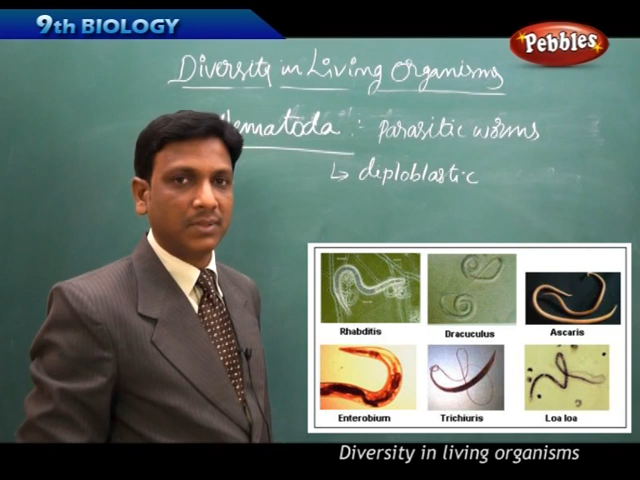 9th BIOLOGY
Pebbles
Diversity in Living Organisms
Nematoda :- Parasitic worms
↳ deploblastic
Rhabditis
Dracuculus
Ascaris
Enterobium
Trichiuris
Loa loa
Diversity in living organisms